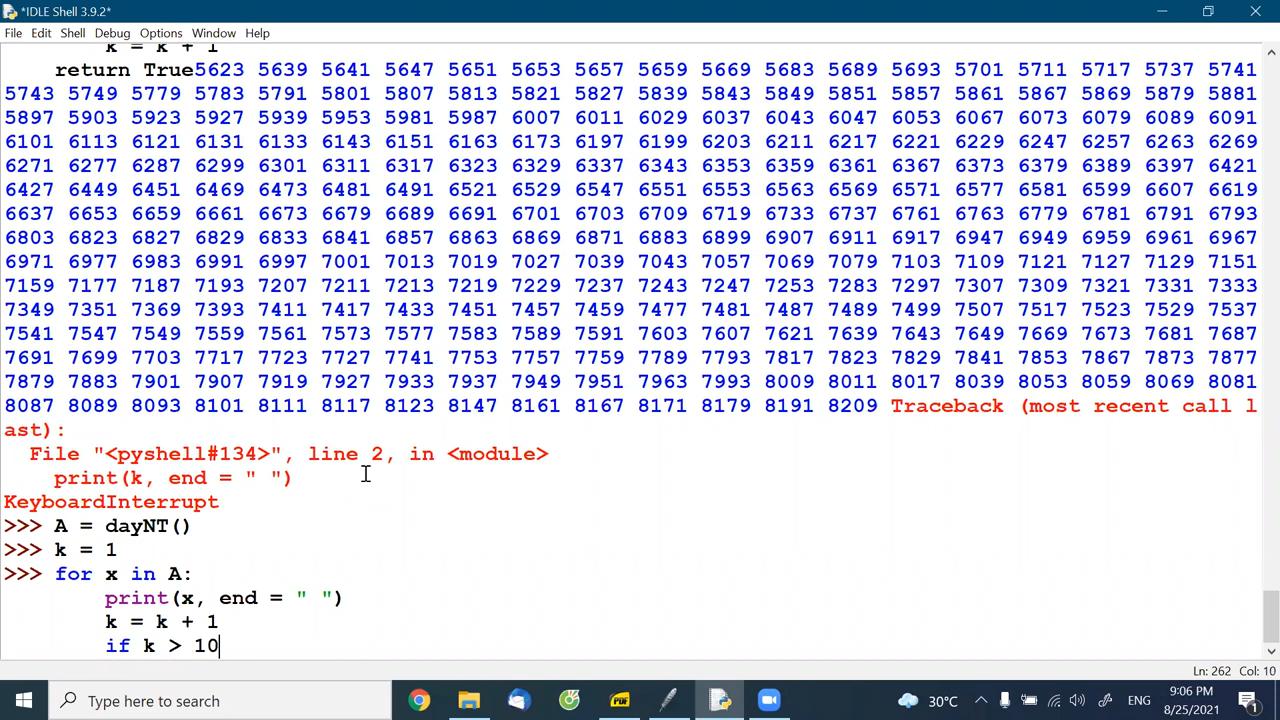 *IDLE Shell 3.9.2*
File Edit Shell Debug Options Window Help
k = k + 1
return True5623 5639 5641 5647 5651 5653 5657 5659 5669 5683 5689 5693 5701 5711 5717 5737 5741
5743 5749 5779 5783 5791 5801 5807 5813 5821 5827 5839 5843 5849 5851 5857 5861 5867 5869 5879 5881
5897 5903 5923 5927 5939 5953 5981 5987 6007 6011 6029 6037 6043 6047 6053 6067 6073 6079 6089 6091
6101 6113 6121 6131 6133 6143 6151 6163 6173 6197 6199 6203 6211 6217 6221 6229 6247 6257 6263 6269
6271 6277 6287 6299 6301 6311 6317 6323 6329 6337 6343 6353 6359 6361 6367 6373 6379 6389 6397 6421
6427 6449 6451 6469 6473 6481 6491 6521 6529 6547 6551 6553 6563 6569 6571 6577 6581 6599 6607 6619
6637 6653 6659 6661 6673 6679 6689 6691 6701 6703 6709 6719 6733 6737 6761 6763 6779 6781 6791 6793
6803 6823 6827 6829 6833 6841 6857 6863 6869 6871 6883 6899 6907 6911 6917 6947 6949 6959 6961 6967
6971 6977 6983 6991 6997 7001 7013 7019 7027 7039 7043 7057 7069 7079 7103 7109 7121 7127 7129 7151
7159 7177 7187 7193 7207 7211 7213 7219 7229 7237 7243 7247 7253 7283 7297 7307 7309 7321 7331 7333
7349 7351 7369 7393 7411 7417 7433 7451 7457 7459 7477 7481 7487 7489 7499 7507 7517 7523 7529 7537
7541 7547 7549 7559 7561 7573 7577 7583 7589 7591 7603 7607 7621 7639 7643 7649 7669 7673 7681 7687
7691 7699 7703 7717 7723 7727 7741 7753 7757 7759 7789 7793 7817 7823 7829 7841 7853 7867 7873 7877
7879 7883 7901 7907 7919 7927 7933 7937 7949 7951 7963 7993 8009 8011 8017 8039 8053 8059 8069 8081
8087 8089 8093 8101 8111 8117 8123 8147 8161 8167 8171 8179 8191 8209 Traceback (most recent call l
ast):
File "<pyshell#134>", line 2, in <module>
print(k, end = " ")
KeyboardInterrupt
>>> A = dayNT()
>>> k = 1
>>> for x in A:
print(x, end = " ")
k = k + 1
if k > 10
Ln: 262 Col: 10
Type here to search
PDF
30°C
ENG
9:06 PM
8/25/2021
1